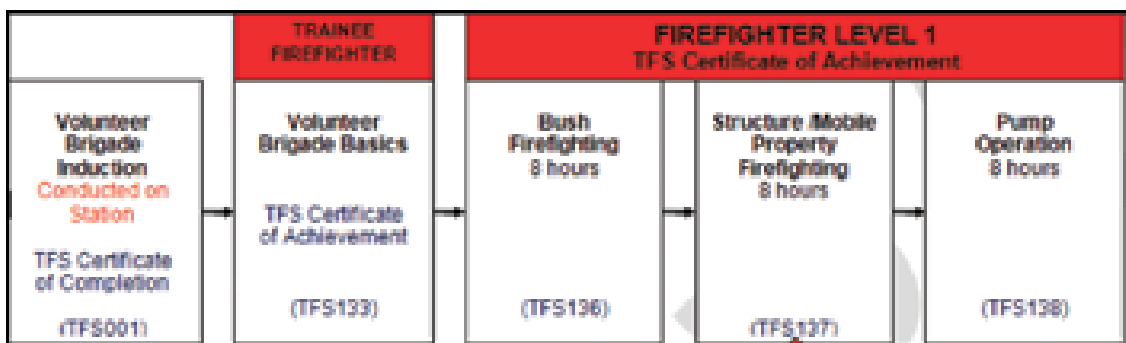 TRAINEE
FIREFIGHTER
FIREFIGHTER LEVEL 1
TFS Certificate of Achievement
Volunteer
Brigade
Induction
Conducted on
Station
TFS Certificate
of Completion
(TFS001)
Volunteer
Brigade Basics
TFS Certificate
of Achievement
(TFS133)
Bush
Firefighting
8 hours
(TFS136)
Structure /Mobile
Property
Firefighting
8 hours
(TFS137)
Pump
Operation
8 hours
(TFS138)